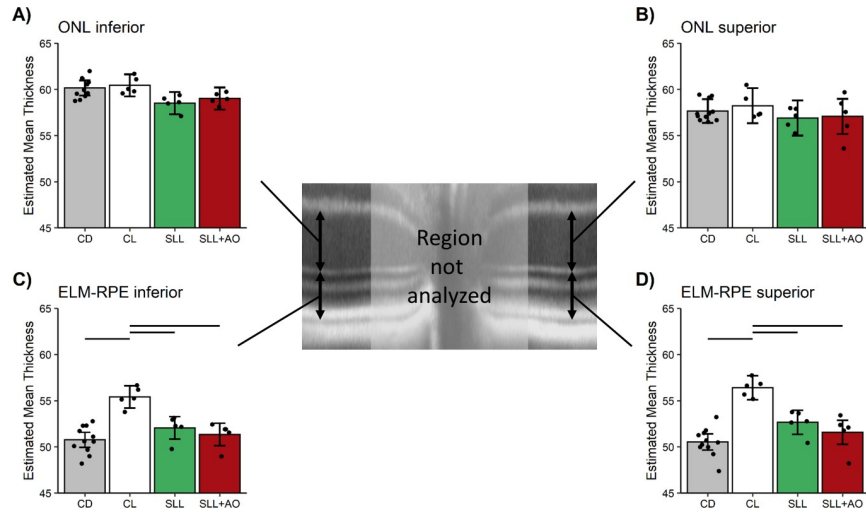 A)
ONL inferior
Estimated Mean Thickness
65
60
55
50
45
CD CL SLL SLL+AO
B)
ONL superior
Estimated Mean Thickness
65
60
55
50
45
CD CL SLL SLL+AO
Region
not
analyzed
C)
ELM-RPE inferior
Estimated Mean Thickness
65
60
55
50
45
CD CL SLL SLL+AO
D)
ELM-RPE superior
Estimated Mean Thickness
65
60
55
50
45
CD CL SLL SLL+AO